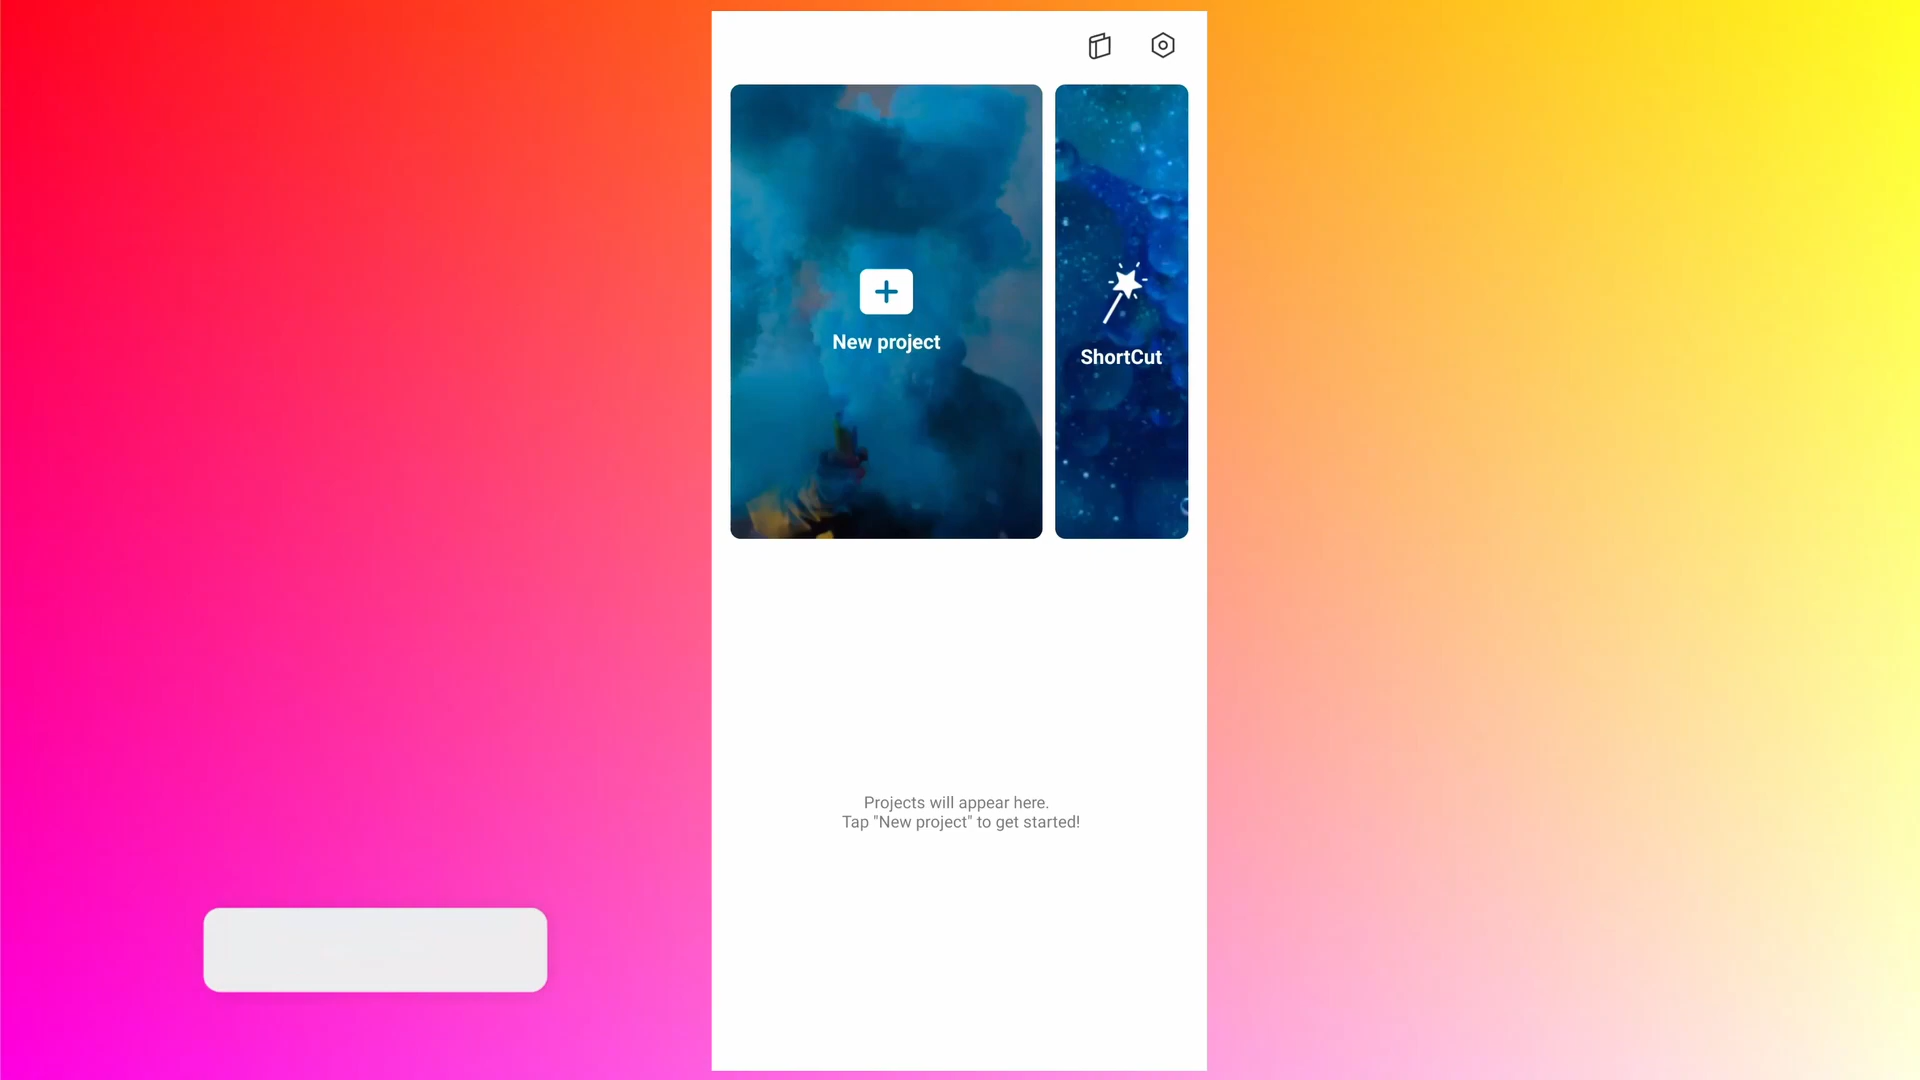 New project
ShortCut
Projects will appear here.
Tap "New project" to get started!